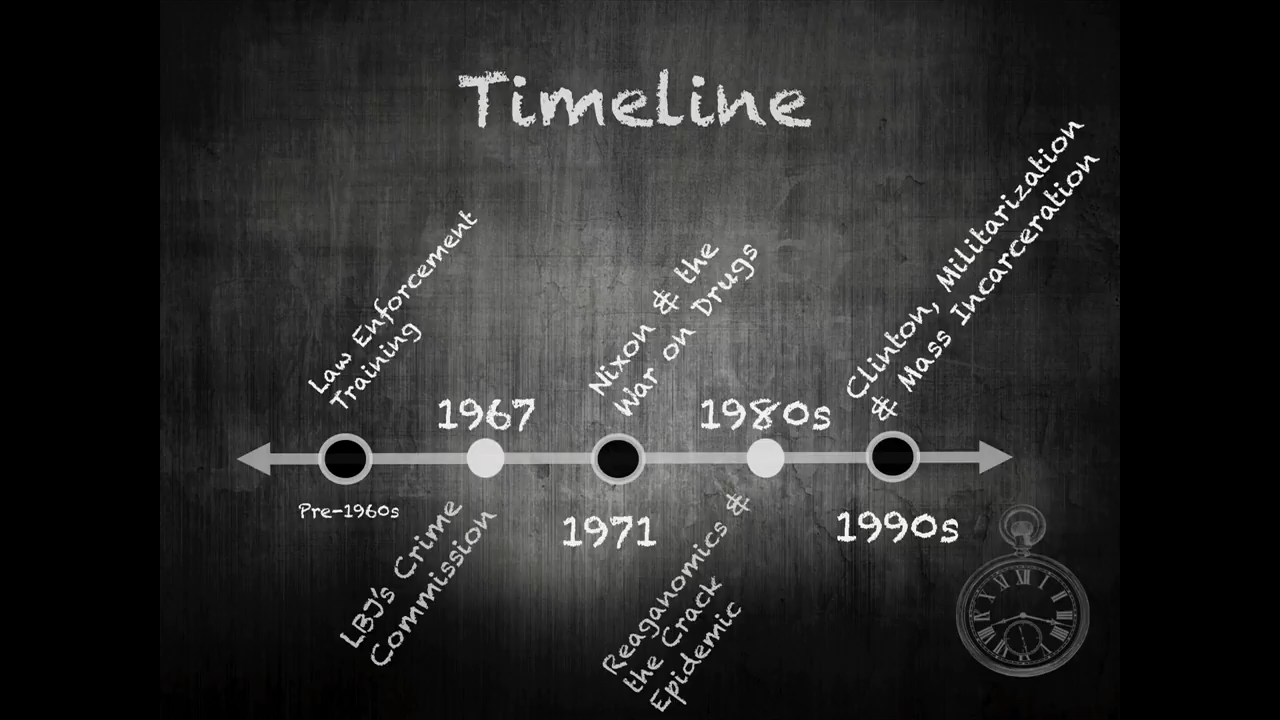 Timeline
Law Enforcement
Training
Pre-1960s
1967
LBJ's Crime
Commission
Nixon & the
War on Drugs
1971
1980s
Reaganomics &
the Crack
Epidemic
Clinton, Militarization
& Mass Incarceration
1990s